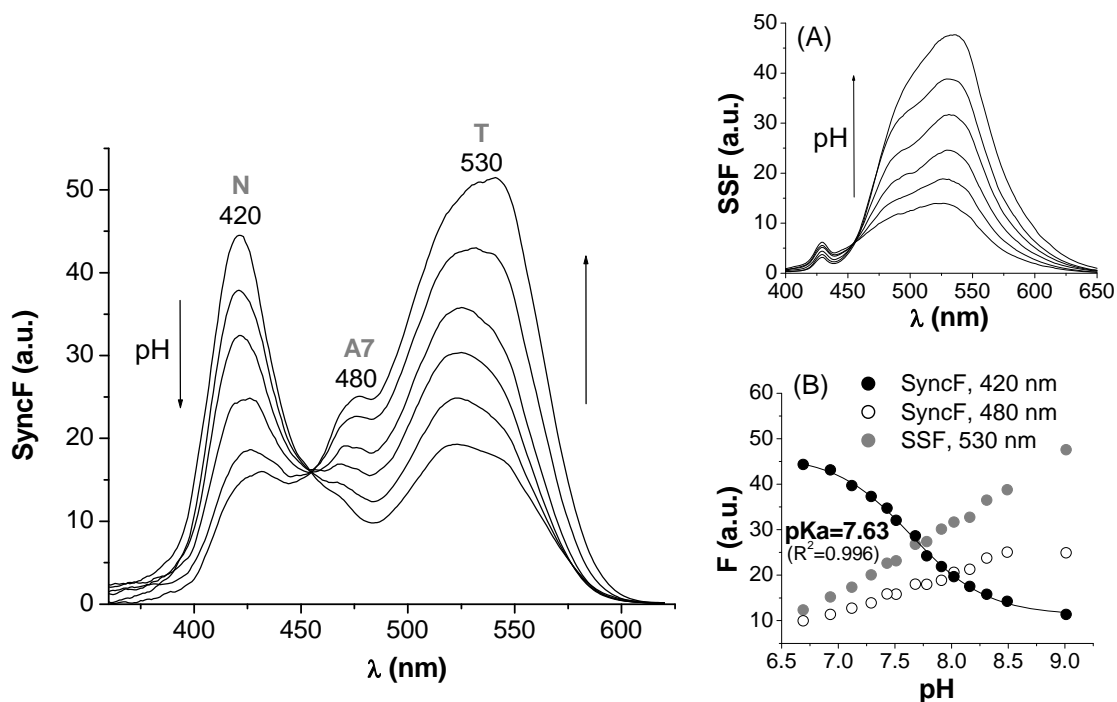 SyncF (a.u.)
50
40
30
20
10
0
400
450
500
550
600
λ (nm)
pH
N
420
A7
480
T
530
(A)
SSF (a.u.)
50
40
30
20
10
0
pH
400
450
500
550
600
650
λ (nm)
(B)
SyncF, 420 nm
SyncF, 480 nm
SSF, 530 nm
F (a.u.)
60
50
40
30
20
10
pKa=7.63
(R²=0.996)
6.5
7.0
7.5
8.0
8.5
9.0
pH